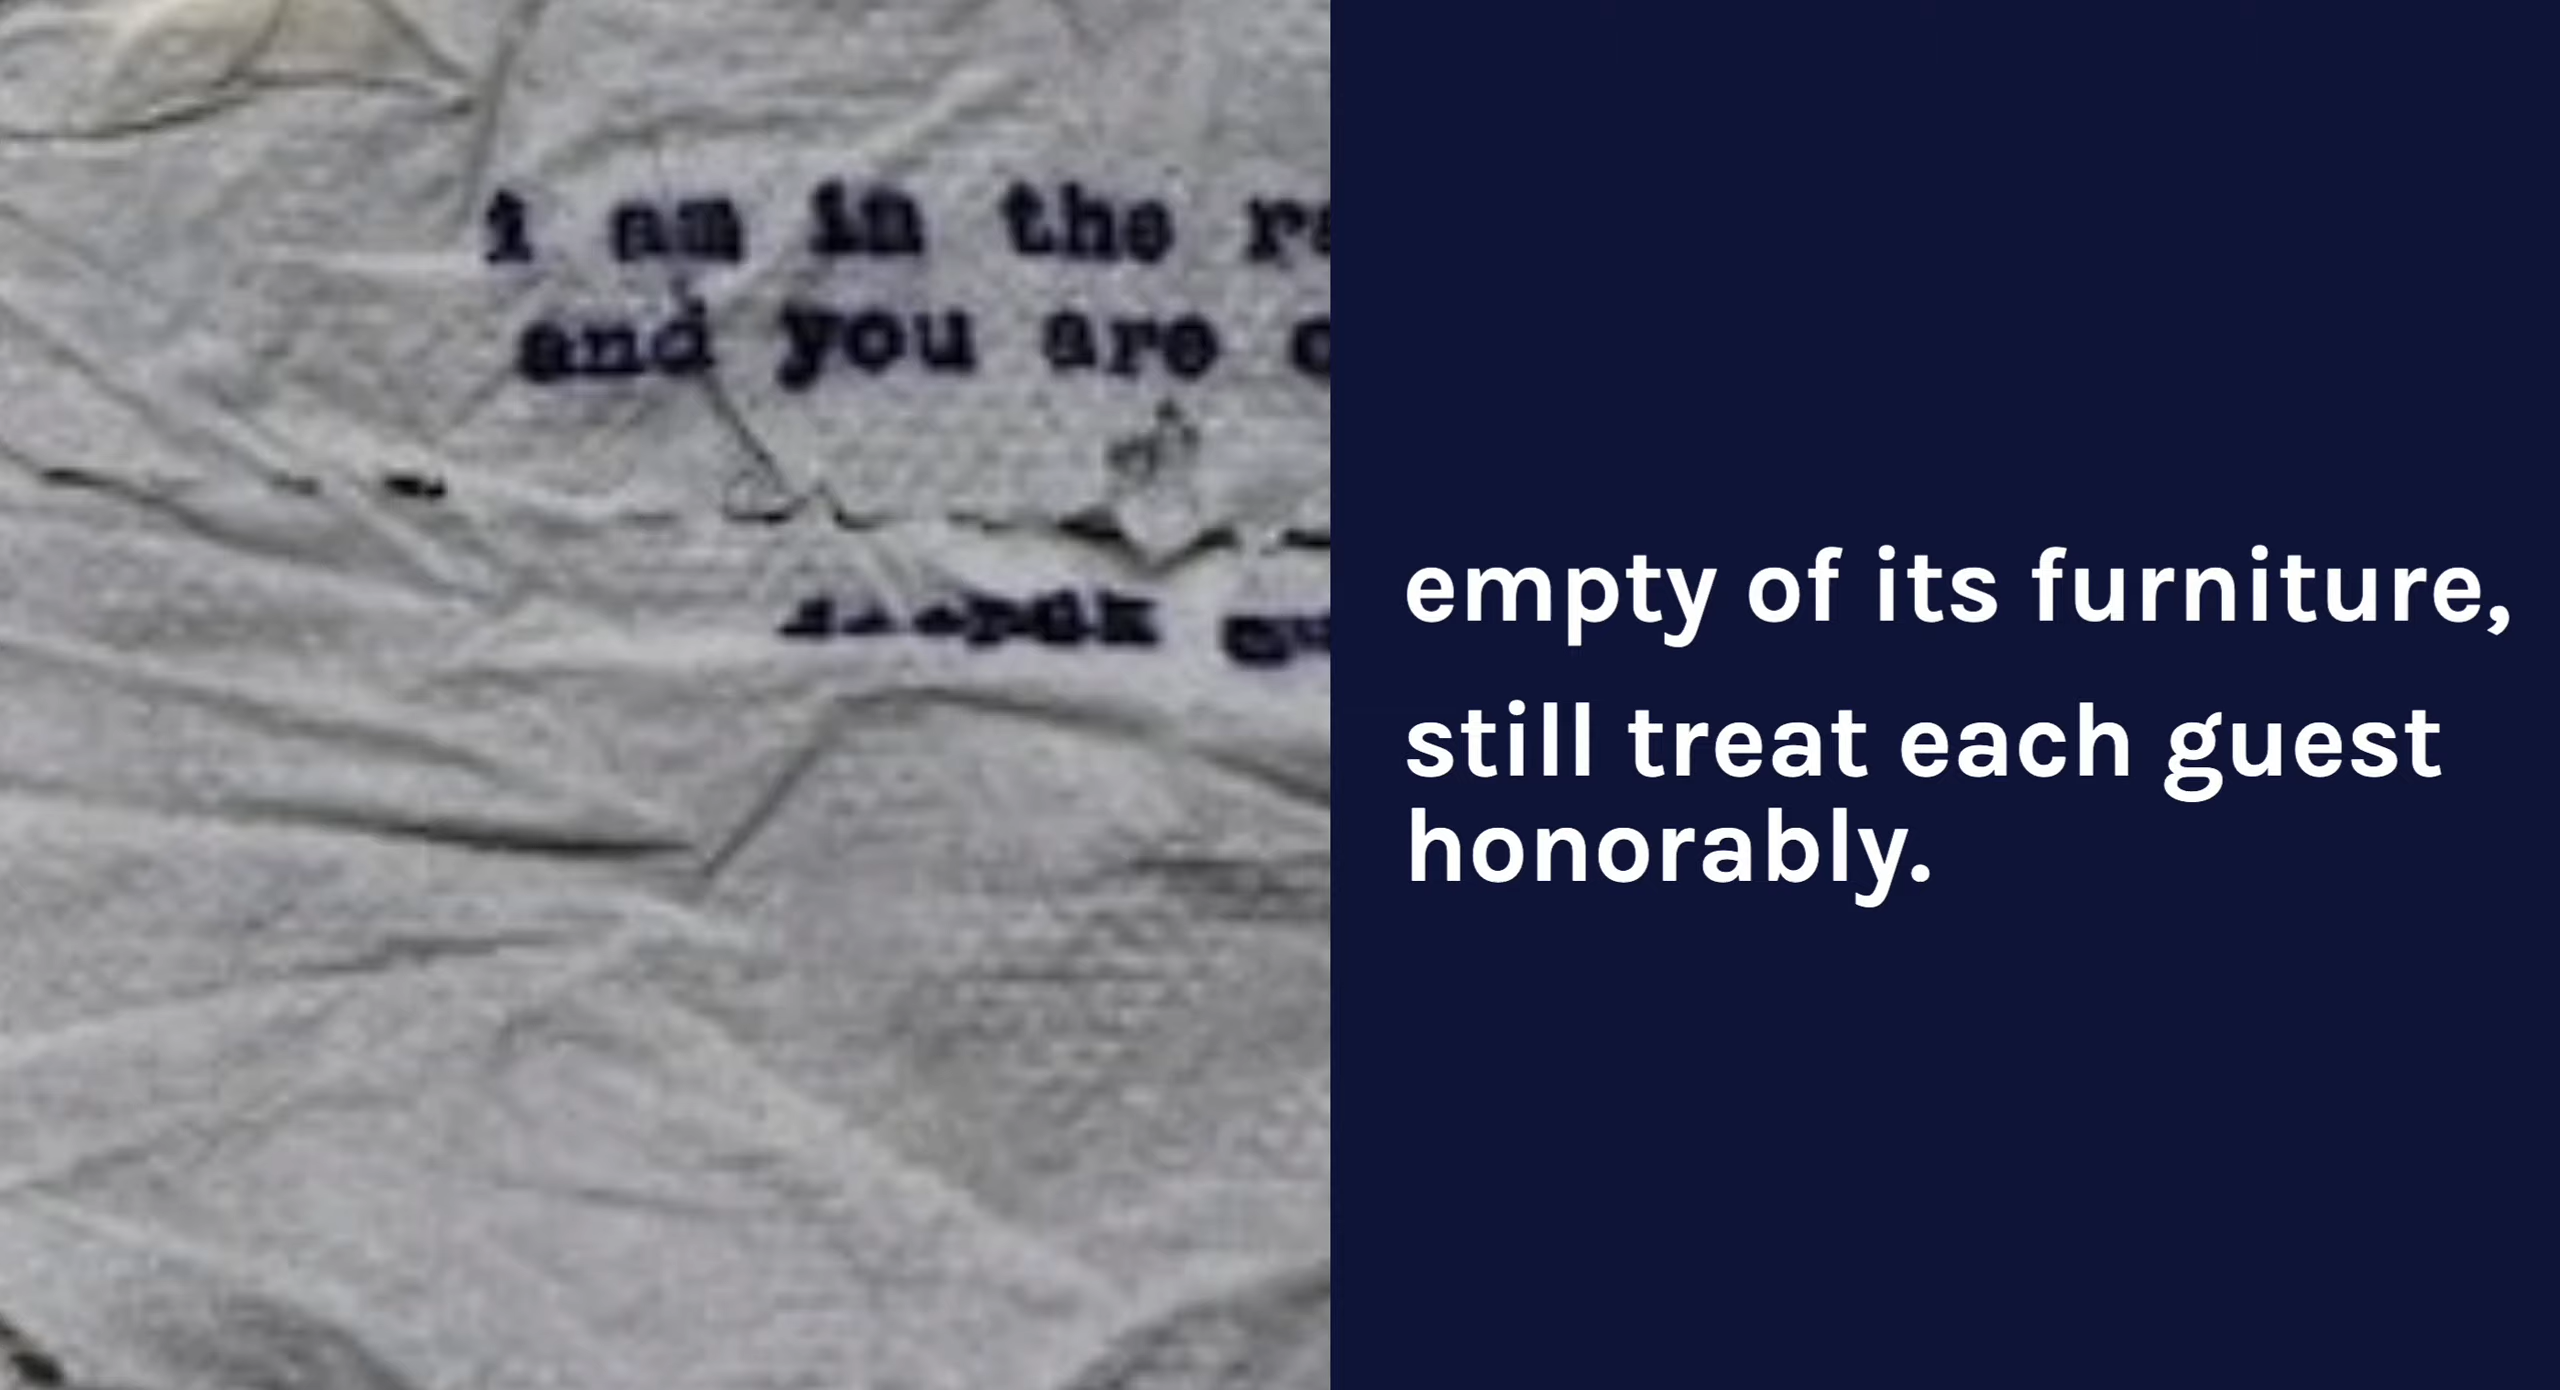 i am in the
and you are
empty of its furniture,
still treat each guest
honorably.